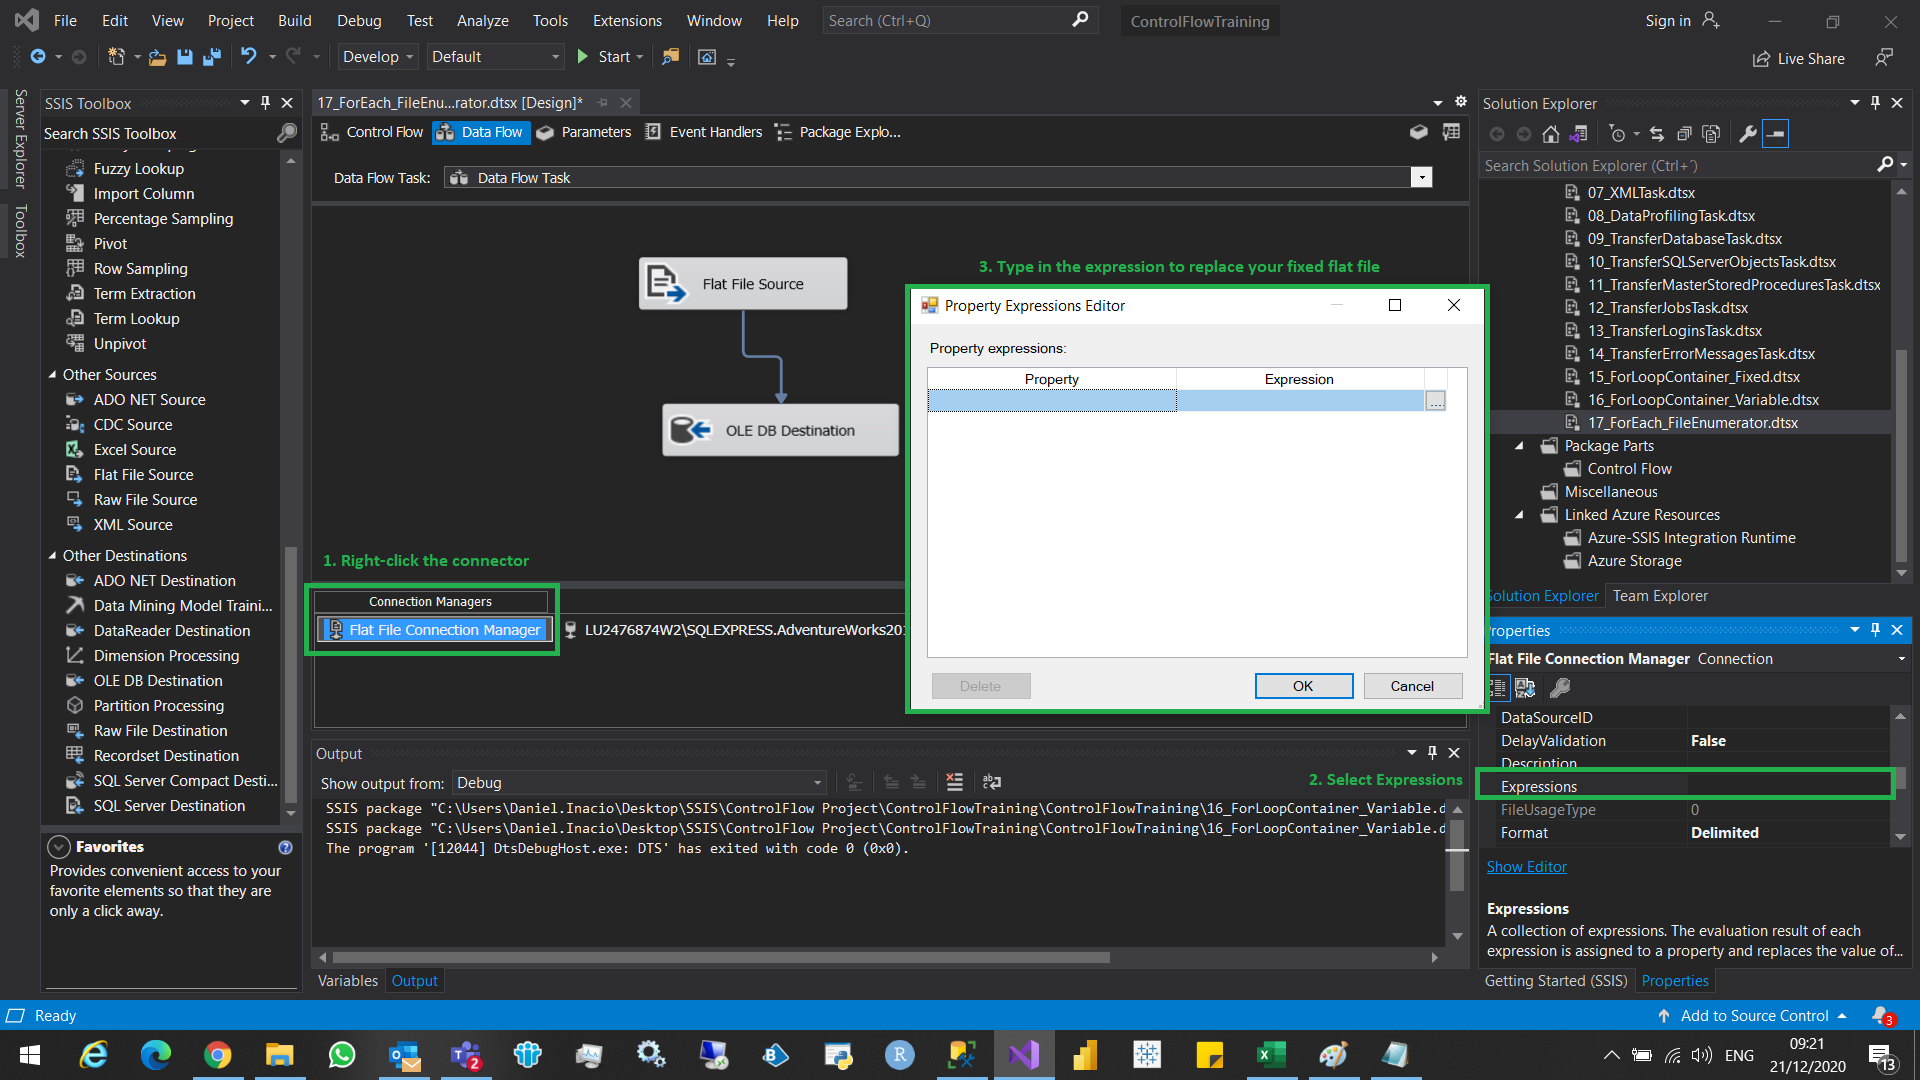 File Edit View Project Build Debug Test Analyze Tools Extensions Window Help Search (Ctrl+Q) ControlFlowTraining Sign in
Develop Default Start Live Share
Server Explorer
Toolbox
SSIS Toolbox
Search SSIS Toolbox
Fuzzy Lookup
Import Column
Percentage Sampling
Pivot
Row Sampling
Term Extraction
Term Lookup
Unpivot
Other Sources
ADO NET Source
CDC Source
Excel Source
Flat File Source
Raw File Source
XML Source
Other Destinations
ADO NET Destination
Data Mining Model Traini...
DataReader Destination
Dimension Processing
OLE DB Destination
Partition Processing
Raw File Destination
Recordset Destination
SQL Server Compact Desti...
SQL Server Destination
Favorites
Provides convenient access to your
favorite elements so that they are
only a click away.
17_ForEach_FileEnu...rator.dtsx [Design]*
Control Flow Data Flow Parameters Event Handlers Package Explo...
Data Flow Task: Data Flow Task
Flat File Source
OLE DB Destination
3. Type in the expression to replace your fixed flat file
Property Expressions Editor
Property expressions:
Property Expression
...
Delete OK Cancel
1. Right-click the connector
Connection Managers
Flat File Connection Manager LU2476874W2\SQLEXPRESS.AdventureWorks201
Output
Show output from: Debug
2. Select Expressions
SSIS package "C:\Users\Daniel.Inacio\Desktop\SSIS\ControlFlow Project\ControlFlowTraining\ControlFlowTraining\16_ForLoopContainer_Variable.d
SSIS package "C:\Users\Daniel.Inacio\Desktop\SSIS\ControlFlow Project\ControlFlowTraining\ControlFlowTraining\16_ForLoopContainer_Variable.d
The program '[12044] DtsDebugHost.exe: DTS' has exited with code 0 (0x0).
Variables Output
Solution Explorer
Search Solution Explorer (Ctrl+´)
07_XMLTask.dtsx
08_DataProfilingTask.dtsx
09_TransferDatabaseTask.dtsx
10_TransferSQLServerObjectsTask.dtsx
11_TransferMasterStoredProceduresTask.dtsx
12_TransferJobsTask.dtsx
13_TransferLoginsTask.dtsx
14_TransferErrorMessagesTask.dtsx
15_ForLoopContainer_Fixed.dtsx
16_ForLoopContainer_Variable.dtsx
17_ForEach_FileEnumerator.dtsx
Package Parts
Control Flow
Miscellaneous
Linked Azure Resources
Azure-SSIS Integration Runtime
Azure Storage
Solution Explorer Team Explorer
Properties
Flat File Connection Manager Connection
DataSourceID
DelayValidation False
Description
Expressions
FileUsageType 0
Format Delimited
Show Editor
Expressions
A collection of expressions. The evaluation result of each
expression is assigned to a property and replaces the value of...
Getting Started (SSIS) Properties
Ready Add to Source Control 3
2 ENG 09:21
21/12/2020 13